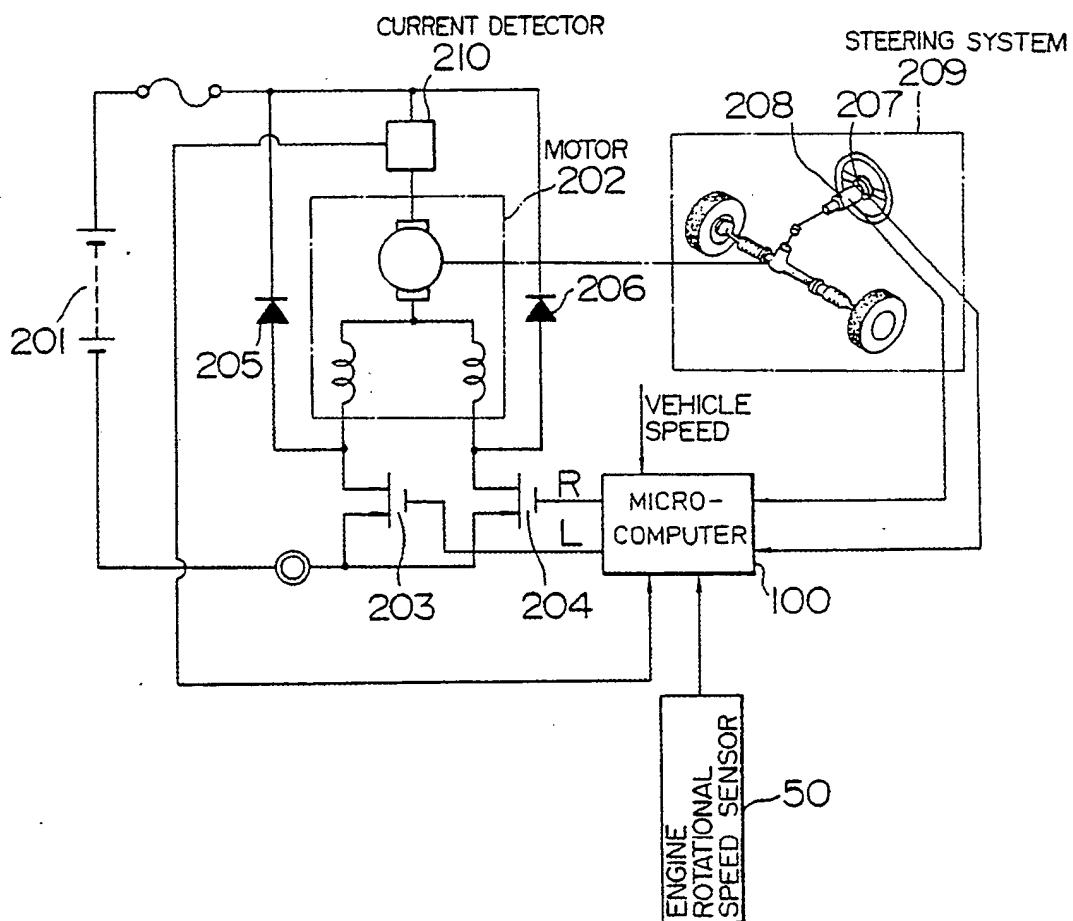 CURRENT DETECTOR
210
STEERING SYSTEM
209
208
207
MOTOR
202
201
205
206
VEHICLE
SPEED
R
L
MICRO-
COMPUTER
203
204
100
ENGINE
ROTATIONAL
SPEED SENSOR
50